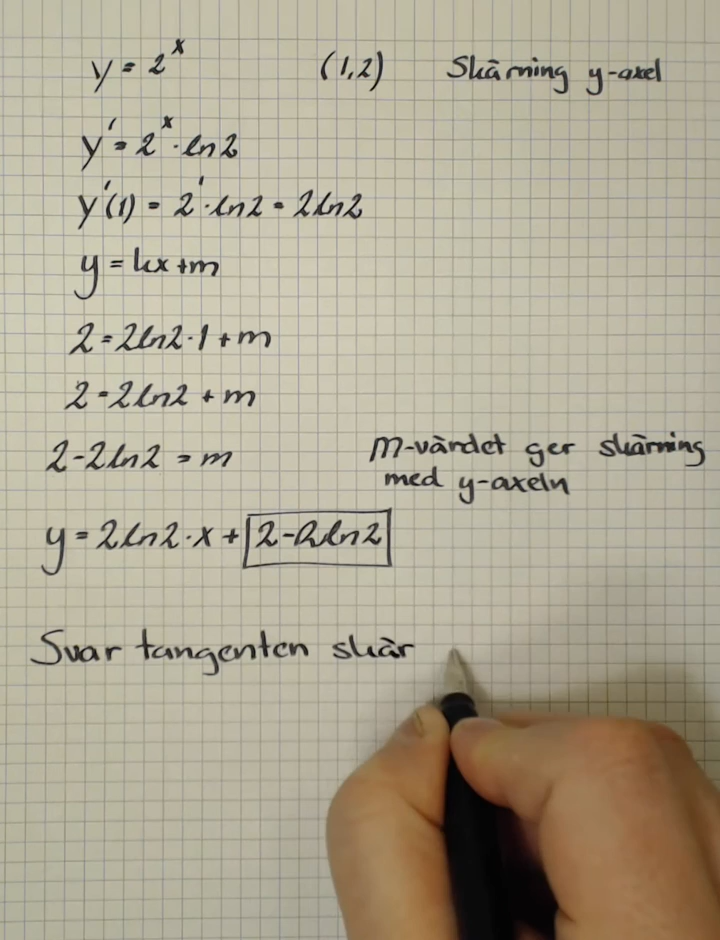 y = 2^x (1,2) Skärning y-axel
y' = 2^x · ln2
y'(1) = 2^1 · ln2 = 2ln2
y = kx + m
2 = 2ln2 · 1 + m
2 = 2ln2 + m
2 - 2ln2 = m
m-värdet ger skärning
med y-axeln
y = 2ln2 · x + 2 - 2ln2
Svar tangenten skär